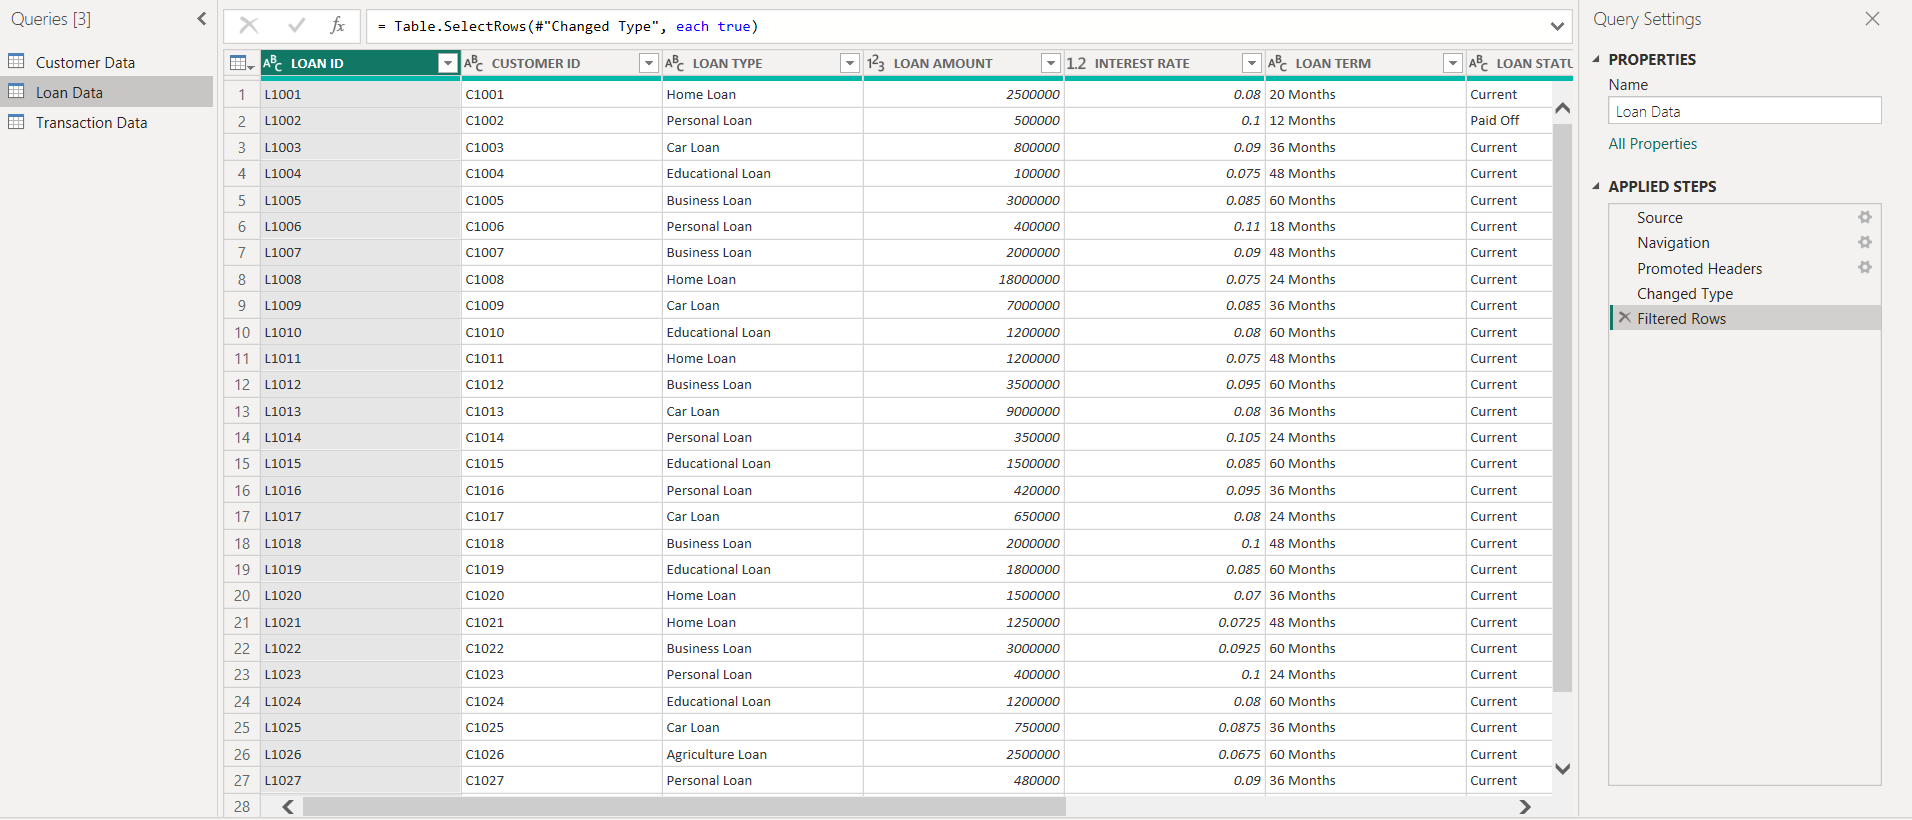 Queries [3]
Customer Data
Loan Data
Transaction Data
fx = Table.SelectRows(#"Changed Type", each true)
ABC LOAN ID ABC CUSTOMER ID ABC LOAN TYPE 123 LOAN AMOUNT 1.2 INTEREST RATE ABC LOAN TERM ABC LOAN STATU
1 L1001 C1001 Home Loan 2500000 0.08 20 Months Current
2 L1002 C1002 Personal Loan 500000 0.1 12 Months Paid Off
3 L1003 C1003 Car Loan 800000 0.09 36 Months Current
4 L1004 C1004 Educational Loan 100000 0.075 48 Months Current
5 L1005 C1005 Business Loan 3000000 0.085 60 Months Current
6 L1006 C1006 Personal Loan 400000 0.11 18 Months Current
7 L1007 C1007 Business Loan 2000000 0.09 48 Months Current
8 L1008 C1008 Home Loan 18000000 0.075 24 Months Current
9 L1009 C1009 Car Loan 7000000 0.085 36 Months Current
10 L1010 C1010 Educational Loan 1200000 0.08 60 Months Current
11 L1011 C1011 Home Loan 1200000 0.075 48 Months Current
12 L1012 C1012 Business Loan 3500000 0.095 60 Months Current
13 L1013 C1013 Car Loan 9000000 0.08 36 Months Current
14 L1014 C1014 Personal Loan 350000 0.105 24 Months Current
15 L1015 C1015 Educational Loan 1500000 0.085 60 Months Current
16 L1016 C1016 Personal Loan 420000 0.095 36 Months Current
17 L1017 C1017 Car Loan 650000 0.08 24 Months Current
18 L1018 C1018 Business Loan 2000000 0.1 48 Months Current
19 L1019 C1019 Educational Loan 1800000 0.085 60 Months Current
20 L1020 C1020 Home Loan 1500000 0.07 36 Months Current
21 L1021 C1021 Home Loan 1250000 0.0725 48 Months Current
22 L1022 C1022 Business Loan 3000000 0.0925 60 Months Current
23 L1023 C1023 Personal Loan 400000 0.1 24 Months Current
24 L1024 C1024 Educational Loan 1200000 0.08 60 Months Current
25 L1025 C1025 Car Loan 750000 0.0875 36 Months Current
26 L1026 C1026 Agriculture Loan 2500000 0.0675 60 Months Current
27 L1027 C1027 Personal Loan 480000 0.09 36 Months Current
28
Query Settings
PROPERTIES
Name
Loan Data
All Properties
APPLIED STEPS
Source
Navigation
Promoted Headers
Changed Type
Filtered Rows